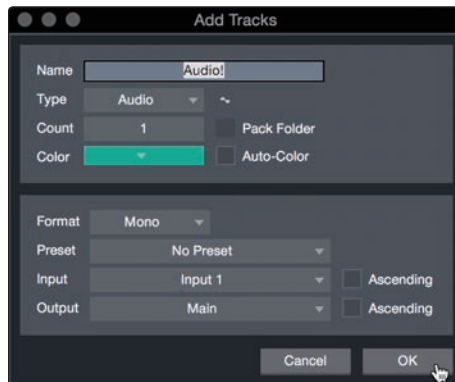 Add Tracks
Name Audio!
Type Audio
Count 1 Pack Folder
Color Auto-Color
Format Mono
Preset No Preset
Input Input 1 Ascending
Output Main Ascending
Cancel OK